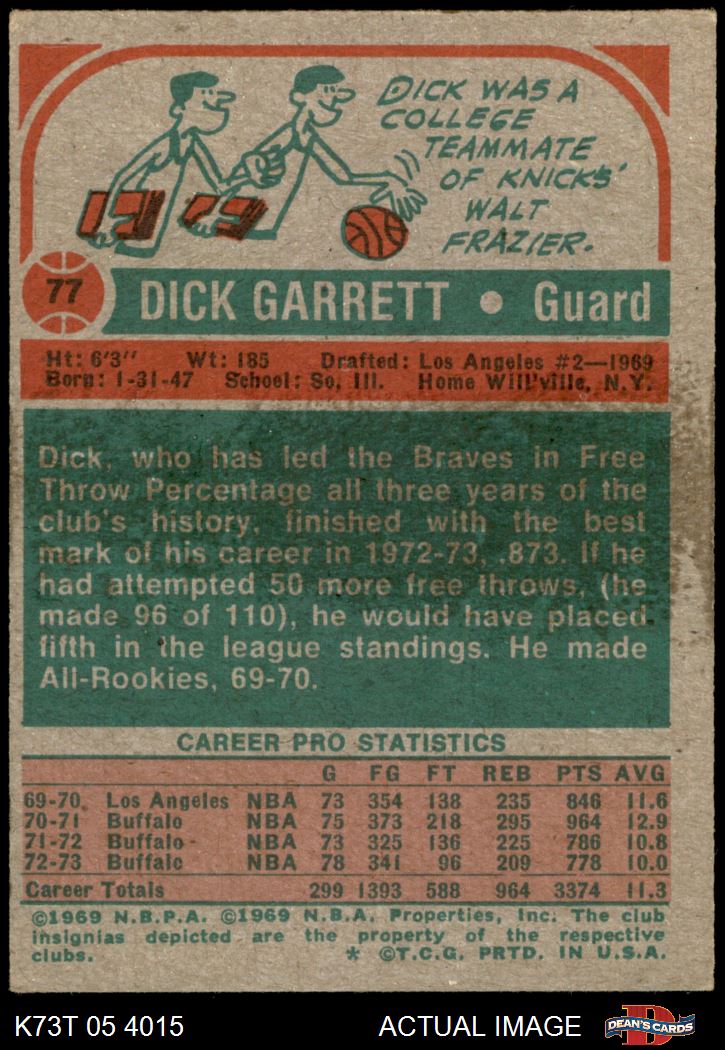 DICK WAS A
COLLEGE
TEAMMATE
OF KNICKS'
WALT
FRAZIER.
77
DICK GARRETT • Guard
Ht: 6'3" Wt: 185 Drafted: Los Angeles #2—1969
Born: 1-31-47 School: So. Ill. Home Will'ville, N.Y.
Dick, who has led the Braves in Free
Throw Percentage all three years of the
club's history, finished with the best
mark of his career in 1972-73, .873. If he
had attempted 50 more free throws, (he
made 96 of 110), he would have placed
fifth in the league standings. He made
All-Rookies, 69-70.
CAREER PRO STATISTICS
G FG FT REB PTS AVG
69-70 Los Angeles NBA 73 354 138 235 846 11.6
70-71 Buffalo NBA 75 373 218 295 964 12.9
71-72 Buffalo NBA 73 325 136 225 786 10.8
72-73 Buffalo NBA 78 341 96 209 778 10.0
Career Totals 299 1393 588 964 3374 11.3
©1969 N.B.P.A. ©1969 N.B.A. Properties, Inc. The club
insignias depicted are the property of the respective
clubs. * ©T.C.G. PRTD. IN U.S.A.
K73T 05 4015 ACTUAL IMAGE D DEAN'S CARDS